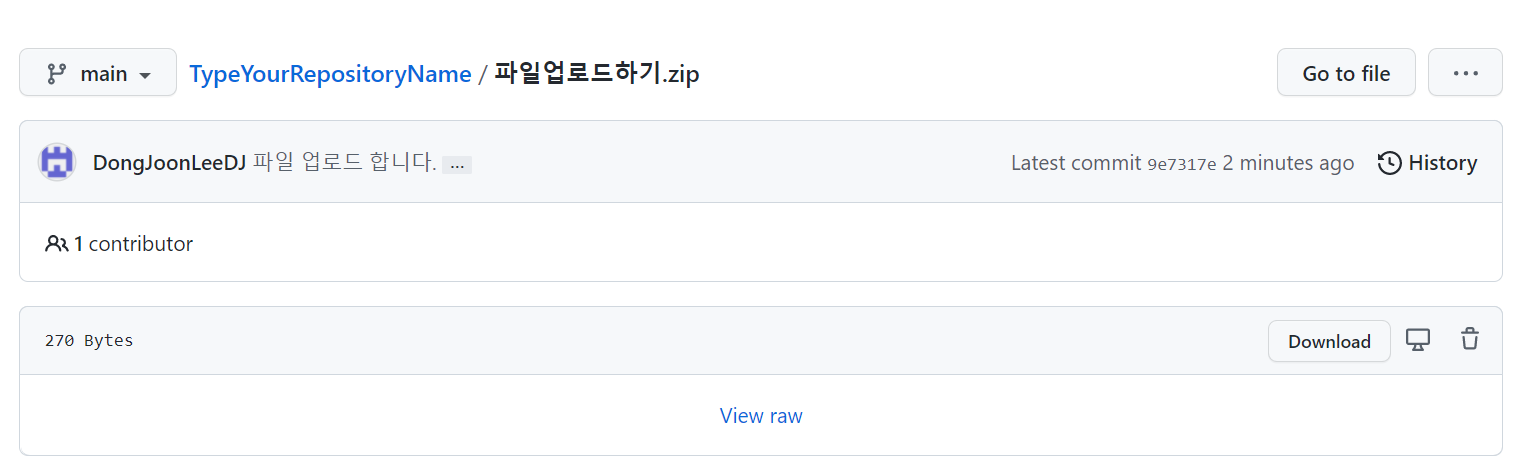 main TypeYourRepositoryName / 파일업로드하기.zip Go to file ...
DongJoonLeeDJ 파일 업로드 합니다. ... Latest commit 9e7317e 2 minutes ago History
1 contributor
270 Bytes Download
View raw